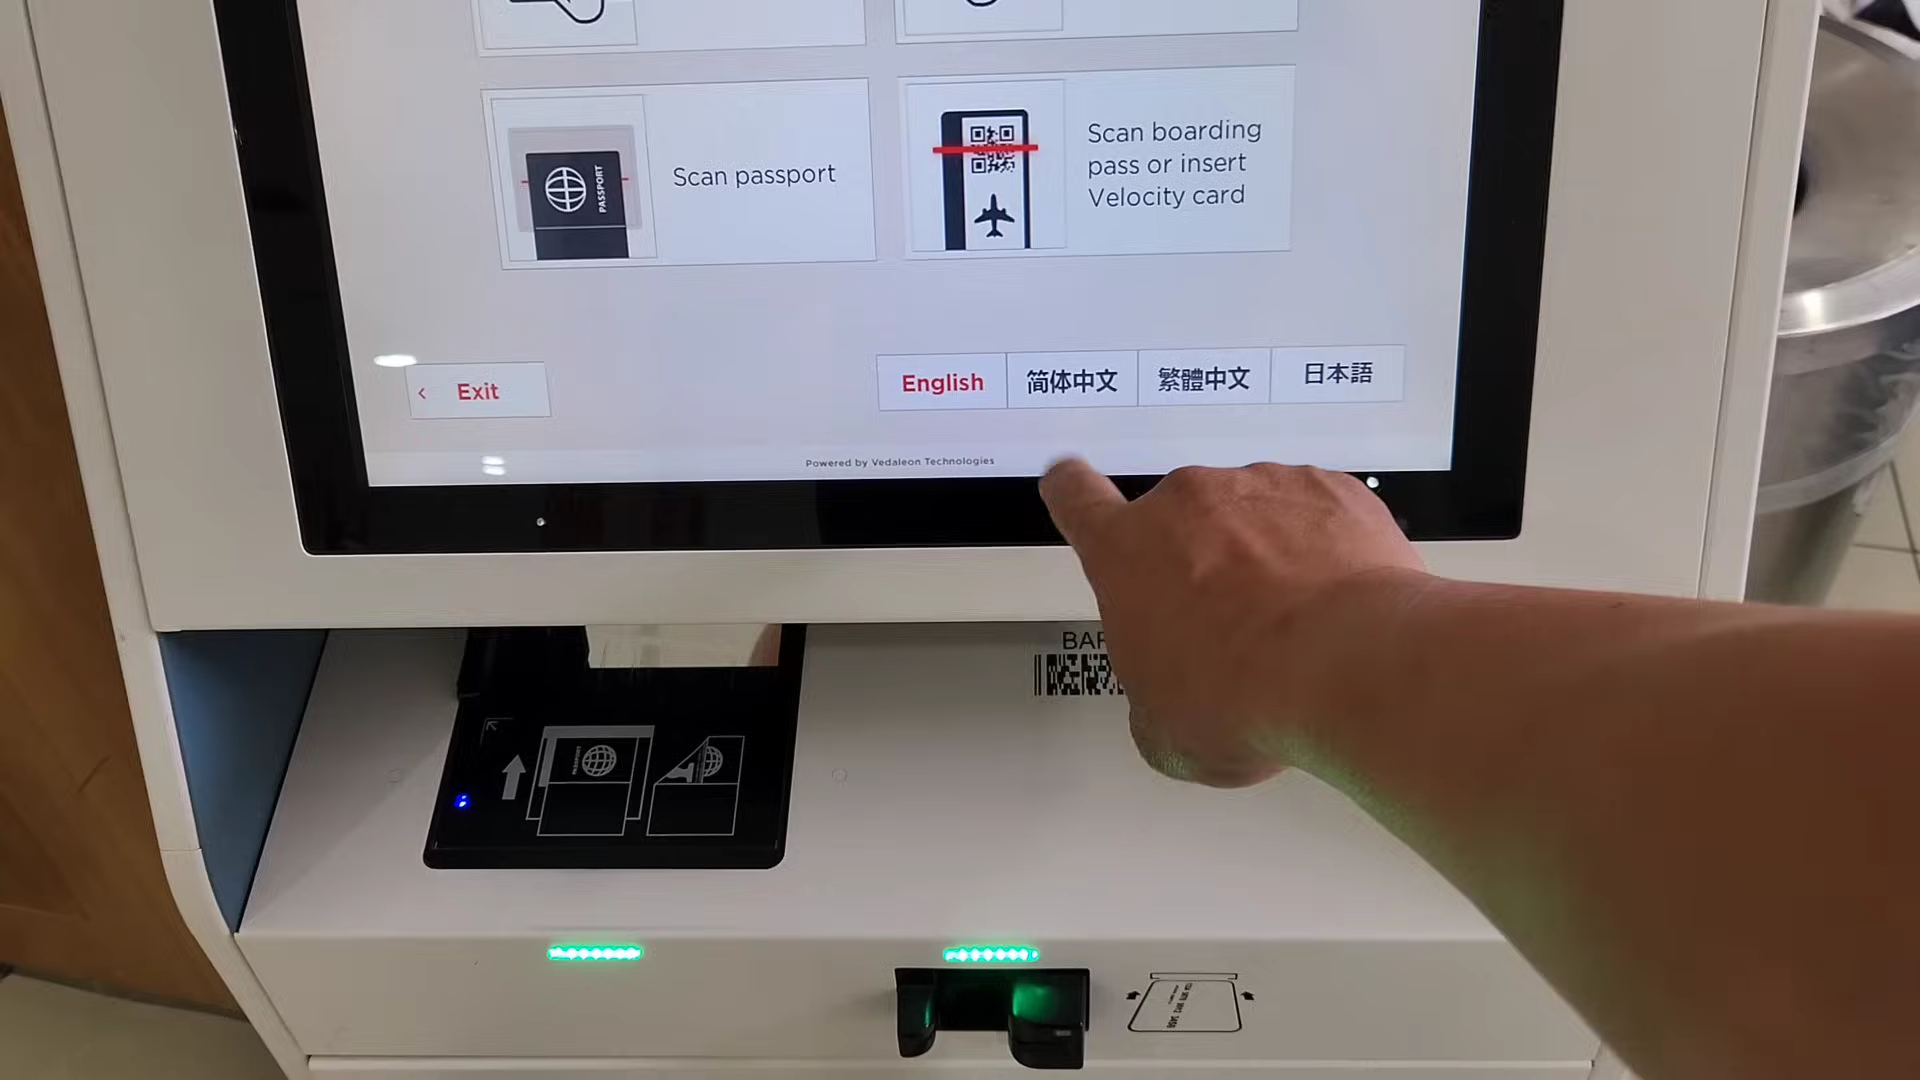 Scan passport
PASSPORT
Scan boarding
pass or insert
Velocity card
Exit
English
简体中文
繁體中文
日本語
Powered by Vedaleon Technologies
PASSPORT